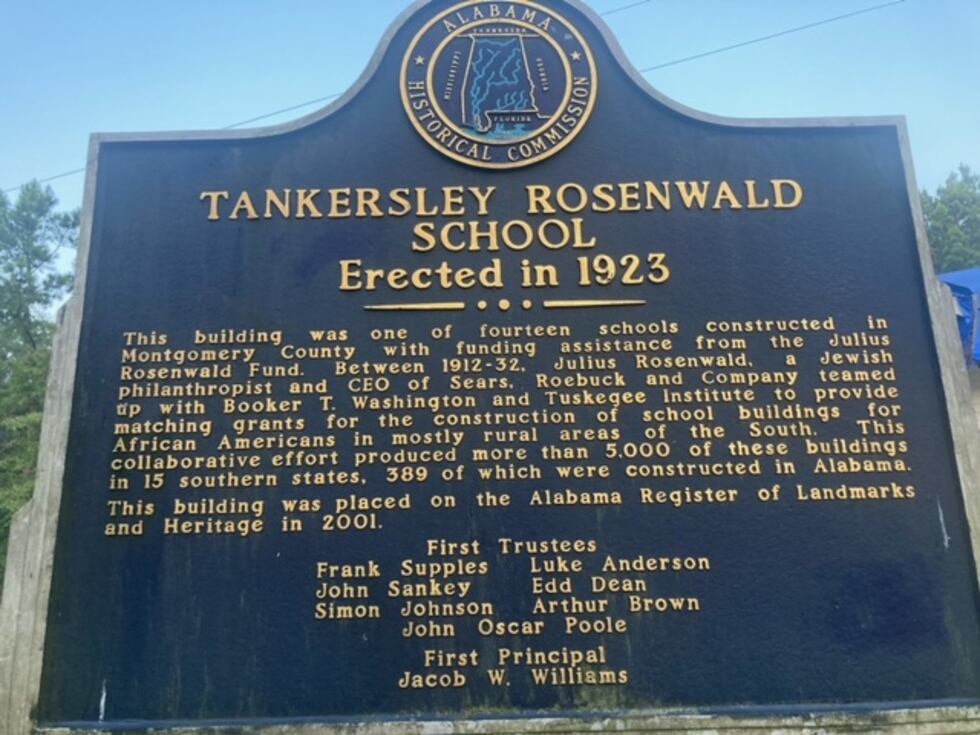 ALABAMA
HISTORICAL COMMISSION
TENNESSEE
MISSISSIPPI
GEORGIA
FLORIDA
TANKERSLEY ROSENWALD
SCHOOL
Erected in 1923
This building was one of fourteen schools constructed in
Montgomery County with funding assistance from the Julius
Rosenwald Fund. Between 1912-32, Julius Rosenwald, a Jewish
philanthropist and CEO of Sears, Roebuck and Company teamed
up with Booker T. Washington and Tuskegee Institute to provide
matching grants for the construction of school buildings for
African Americans in mostly rural areas of the South. This
collaborative effort produced more than 5,000 of these buildings
in 15 southern states, 389 of which were constructed in Alabama.
This building was placed on the Alabama Register of Landmarks
and Heritage in 2001.
First Trustees
Frank Supples Luke Anderson
John Sankey Edd Dean
Simon Johnson Arthur Brown
John Oscar Poole
First Principal
Jacob W. Williams